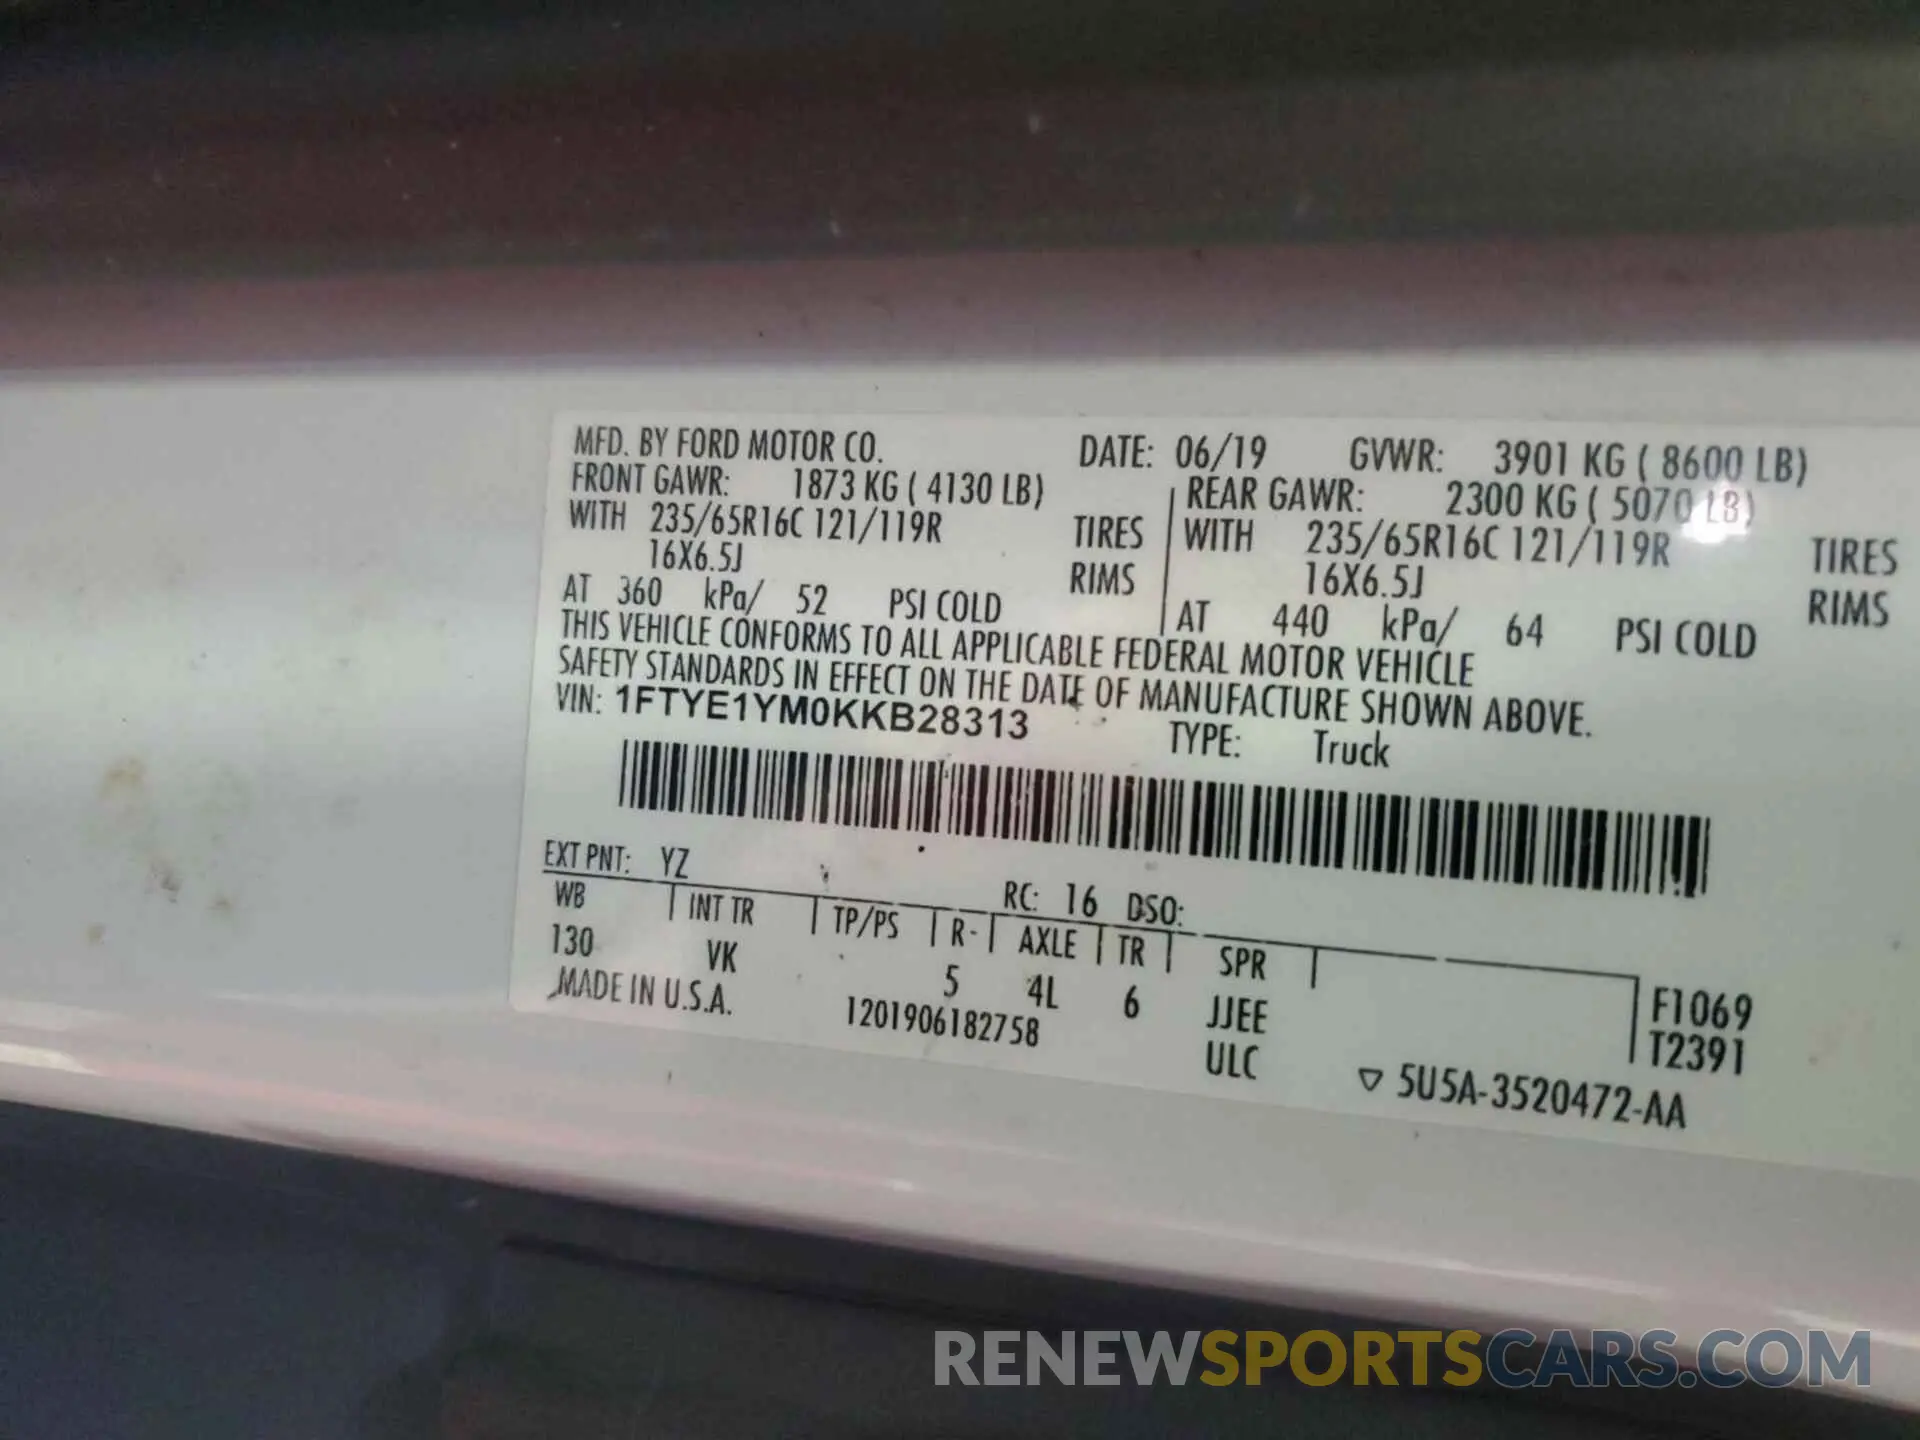 MFD. BY FORD MOTOR CO. DATE: 06/19 GVWR: 3901 KG ( 8600 LB)
FRONT GAWR: 1873 KG ( 4130 LB) REAR GAWR: 2300 KG ( 5070 LB)
WITH 235/65R16C 121/119R TIRES WITH 235/65R16C 121/119R TIRES
16X6.5J RIMS 16X6.5J RIMS
AT 360 kPa/ 52 PSI COLD AT 440 kPa/ 64 PSI COLD
THIS VEHICLE CONFORMS TO ALL APPLICABLE FEDERAL MOTOR VEHICLE
SAFETY STANDARDS IN EFFECT ON THE DATE OF MANUFACTURE SHOWN ABOVE.
VIN: 1FTYE1YM0KKB28313 TYPE: Truck
EXT PNT: YZ RC: 16 DSO:
WB INT TR TP/PS R- AXLE TR SPR
130 VK 5 4L 6 JJEE F1069
MADE IN U.S.A. 1201906182758 ULC T2391
5U5A-3520472-AA
RENEWSPORTSCARS.COM